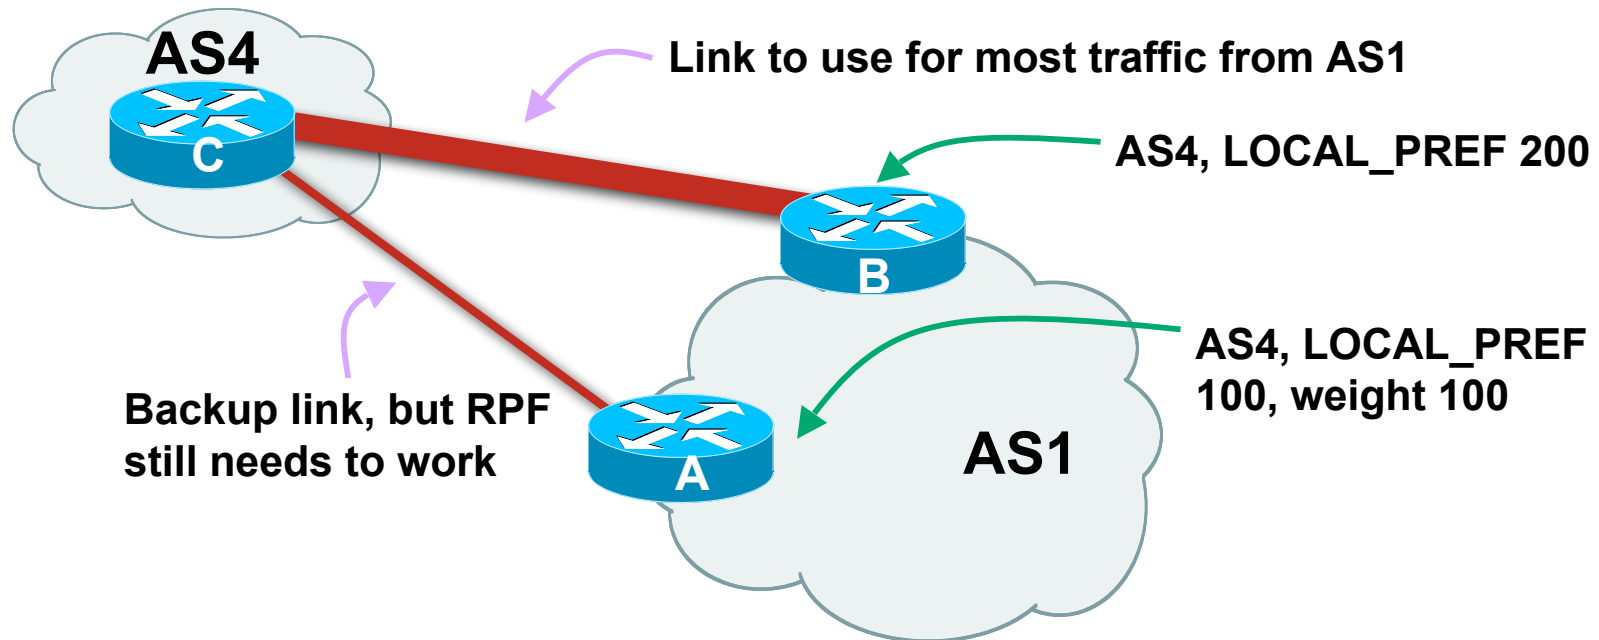 AS4
C
Link to use for most traffic from AS1
AS4, LOCAL_PREF 200
B
AS4, LOCAL_PREF
100, weight 100
Backup link, but RPF
still needs to work
A
AS1